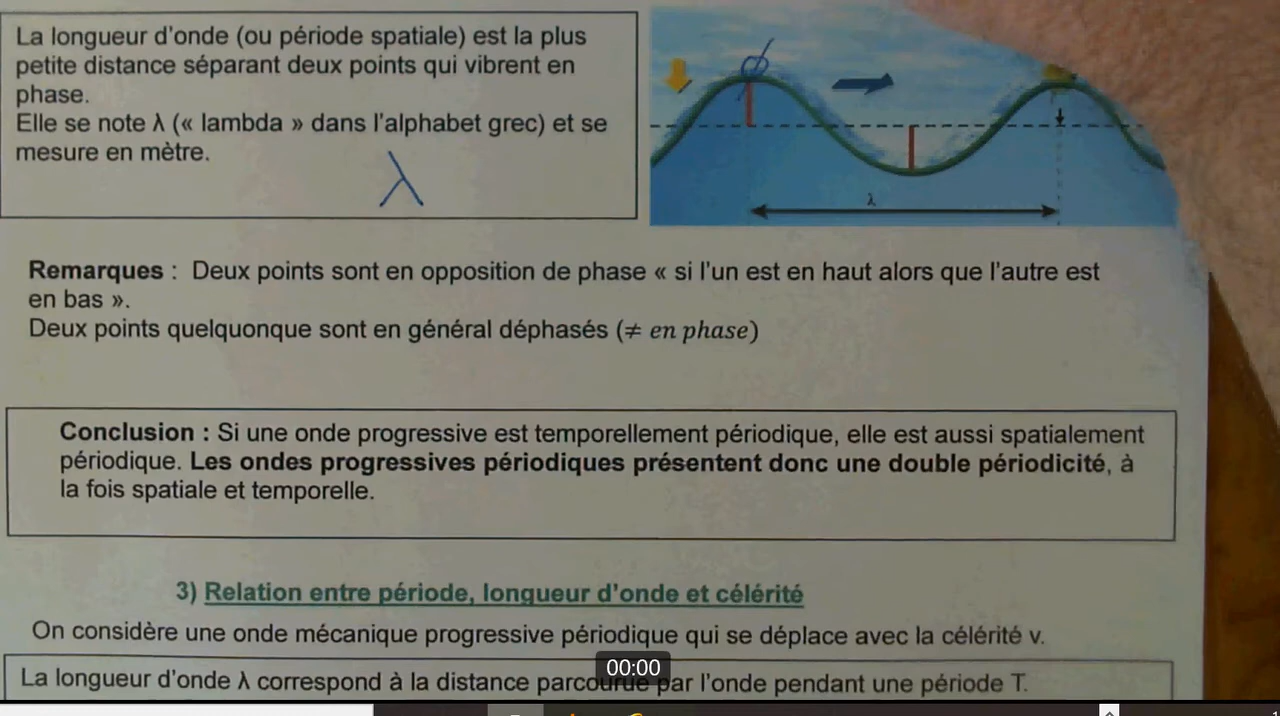 La longueur d'onde (ou période spatiale) est la plus
petite distance séparant deux points qui vibrent en
phase.
Elle se note λ (« lambda » dans l'alphabet grec) et se
mesure en mètre.
λ
λ
Remarques : Deux points sont en opposition de phase « si l'un est en haut alors que l'autre est
en bas ».
Deux points quelquonque sont en général déphasés (≠ en phase)
Conclusion : Si une onde progressive est temporellement périodique, elle est aussi spatialement
périodique. Les ondes progressives périodiques présentent donc une double périodicité, à
la fois spatiale et temporelle.
3) Relation entre période, longueur d'onde et célérité
On considère une onde mécanique progressive périodique qui se déplace avec la célérité v.
La longueur d'onde λ correspond à la distance parcourue par l'onde pendant une période T.
00:00